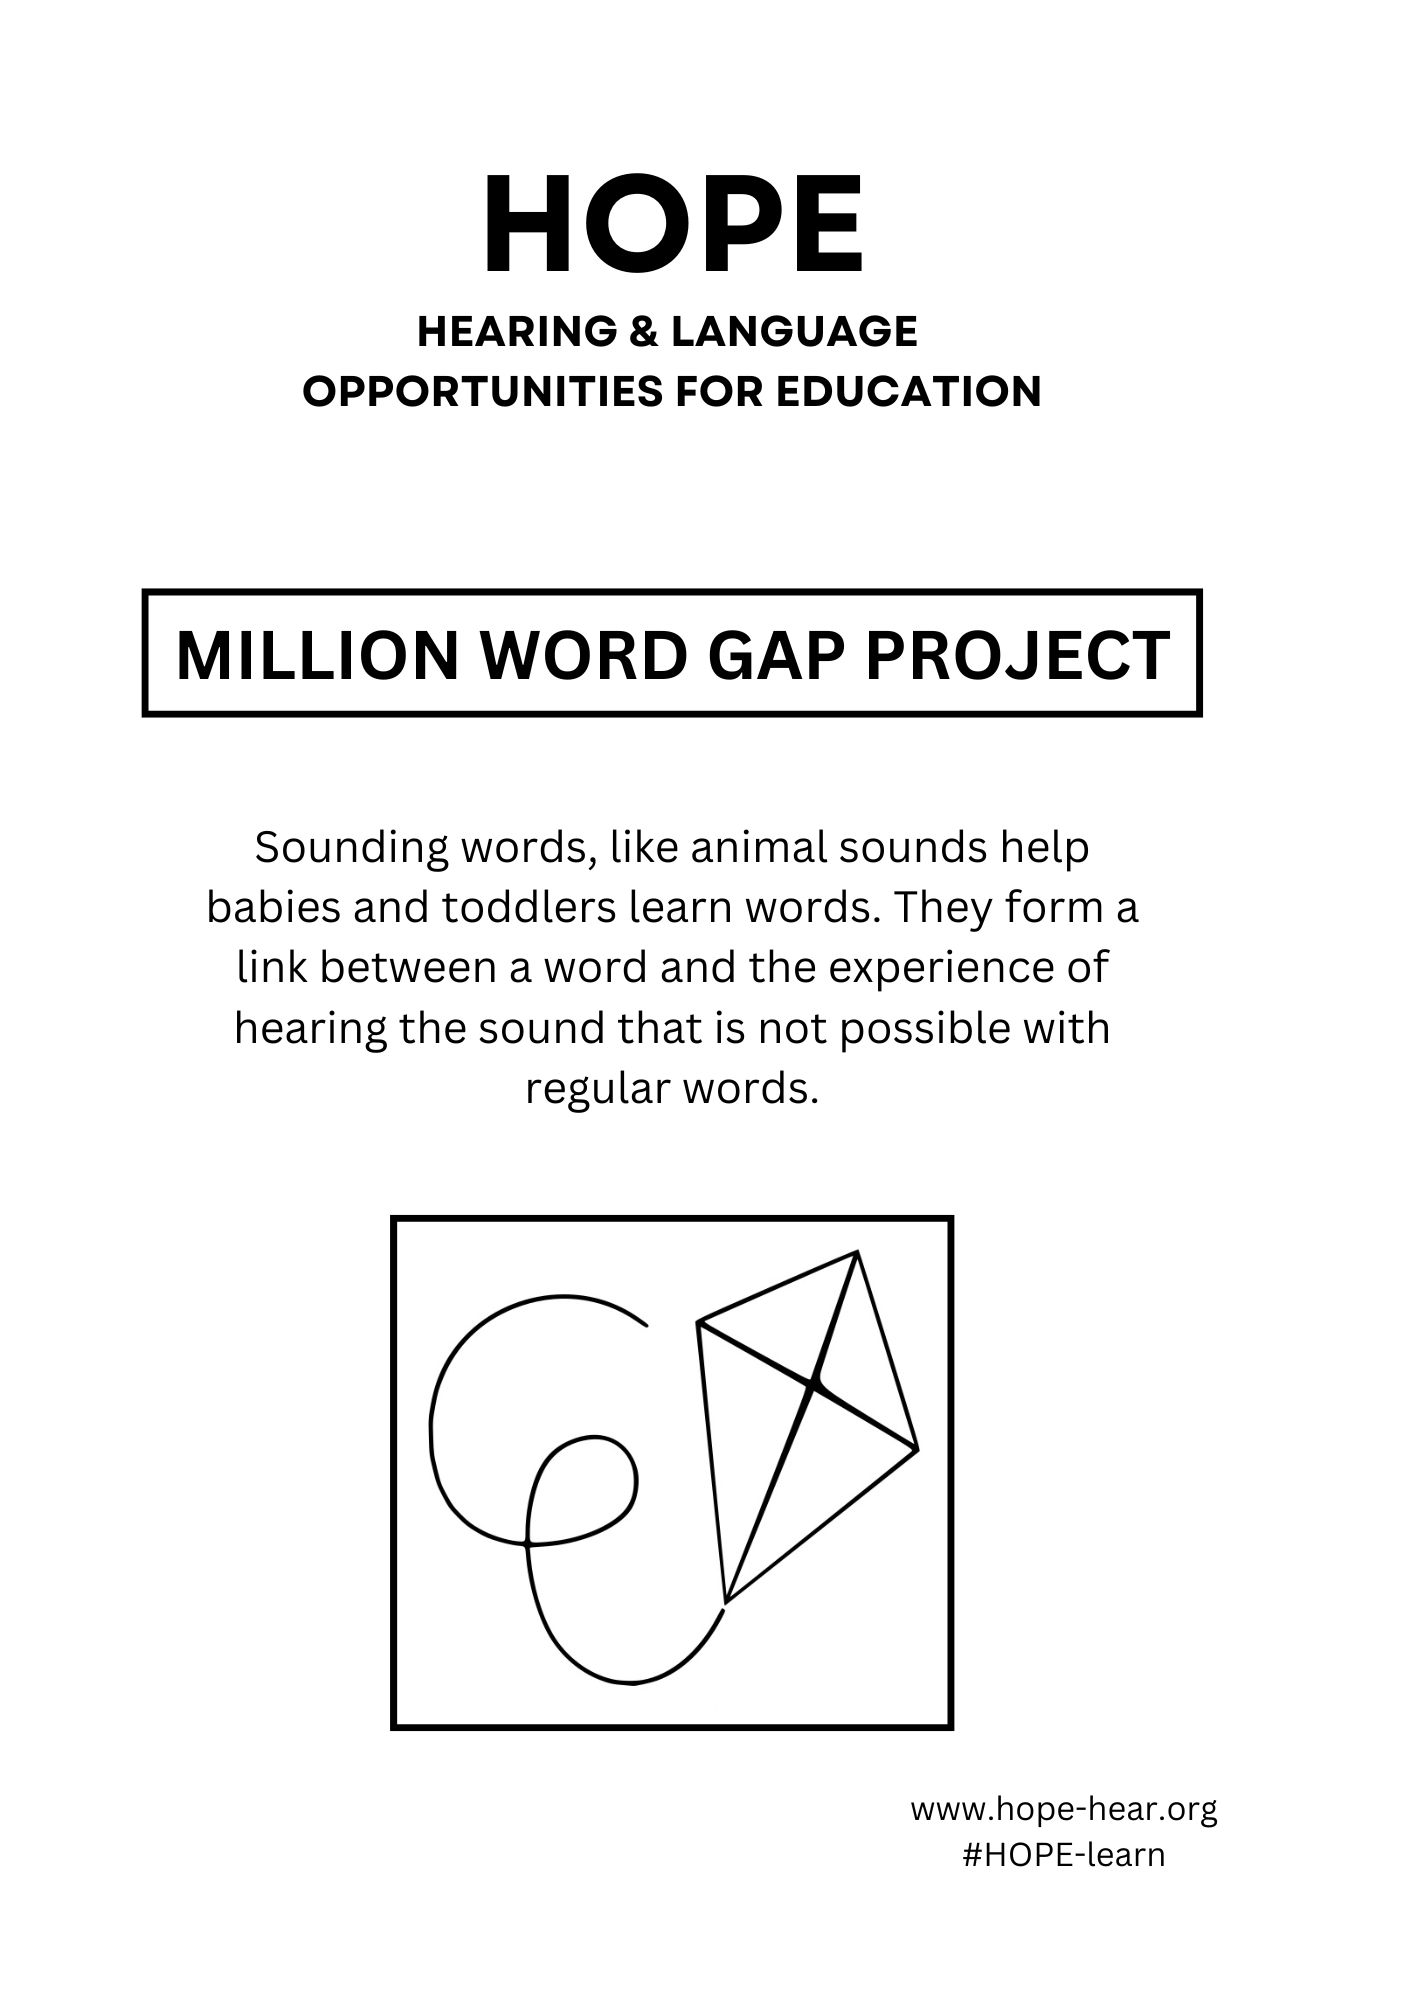 HOPE
HEARING & LANGUAGE
OPPORTUNITIES FOR EDUCATION
MILLION WORD GAP PROJECT
Sounding words, like animal sounds help
babies and toddlers learn words. They form a
link between a word and the experience of
hearing the sound that is not possible with
regular words.
www.hope-hear.org
#HOPE-learn